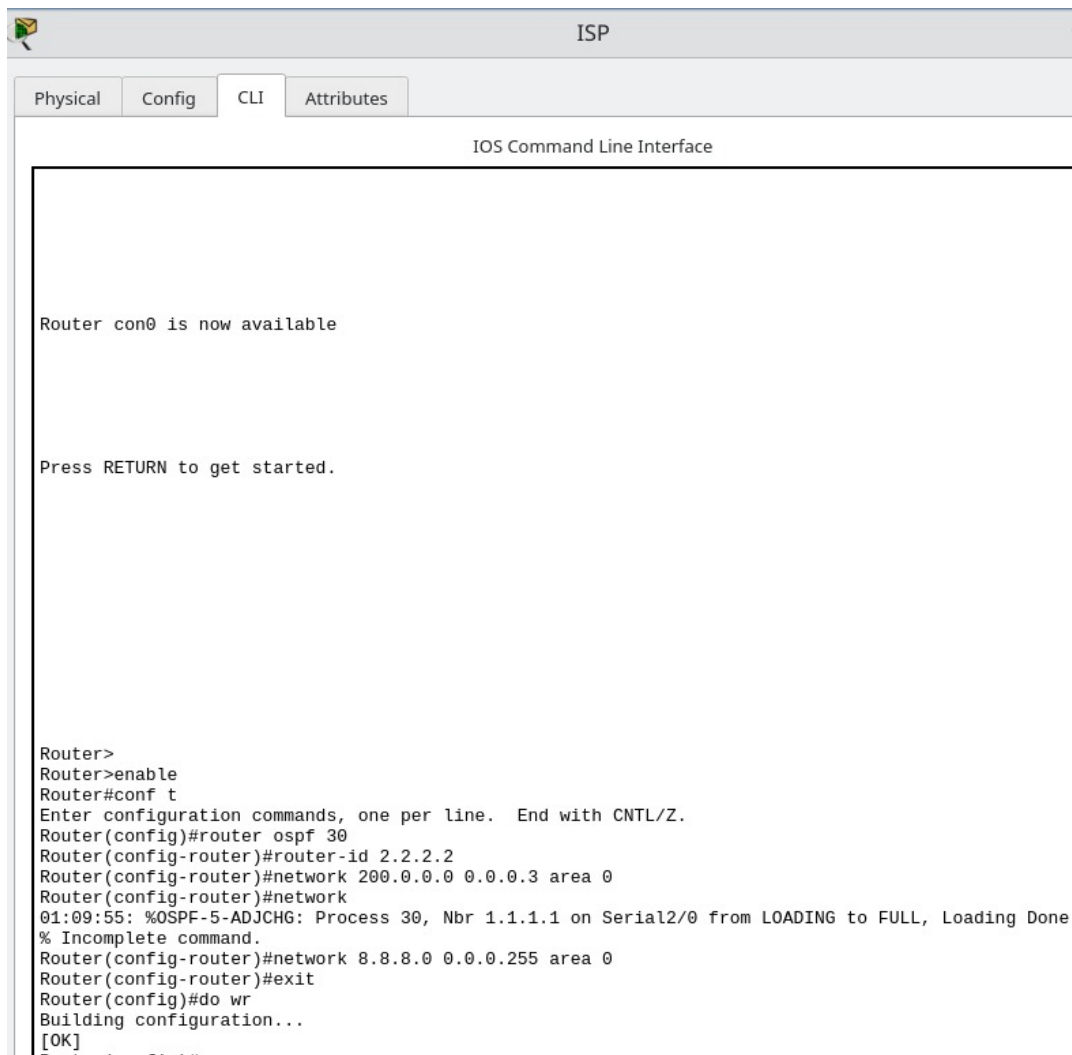 ISP
Physical Config CLI Attributes
IOS Command Line Interface
Router con0 is now available
Press RETURN to get started.
Router>
Router>enable
Router#conf t
Enter configuration commands, one per line.  End with CNTL/Z.
Router(config)#router ospf 30
Router(config-router)#router-id 2.2.2.2
Router(config-router)#network 200.0.0.0 0.0.0.3 area 0
Router(config-router)#network
01:09:55: %OSPF-5-ADJCHG: Process 30, Nbr 1.1.1.1 on Serial2/0 from LOADING to FULL, Loading Done
% Incomplete command.
Router(config-router)#network 8.8.8.0 0.0.0.255 area 0
Router(config-router)#exit
Router(config)#do wr
Building configuration...
[OK]